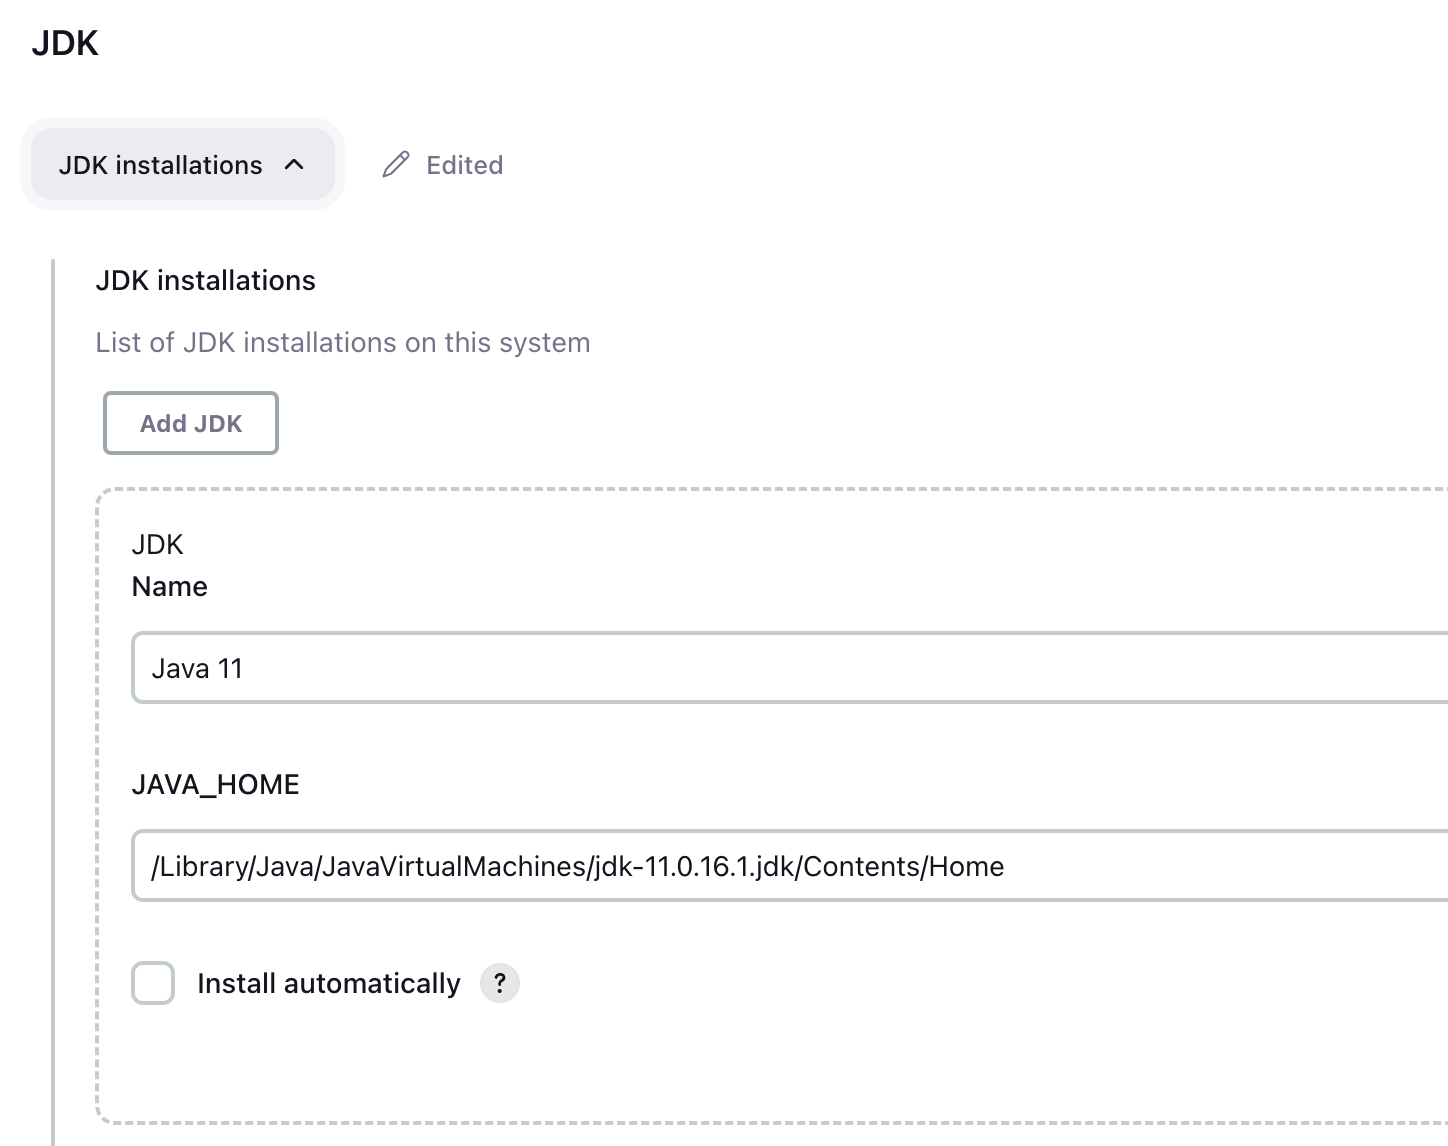 JDK
JDK installations
Edited
JDK installations
List of JDK installations on this system
Add JDK
JDK
Name
Java 11
JAVA_HOME
/Library/Java/JavaVirtualMachines/jdk-11.0.16.1.jdk/Contents/Home
Install automatically ?